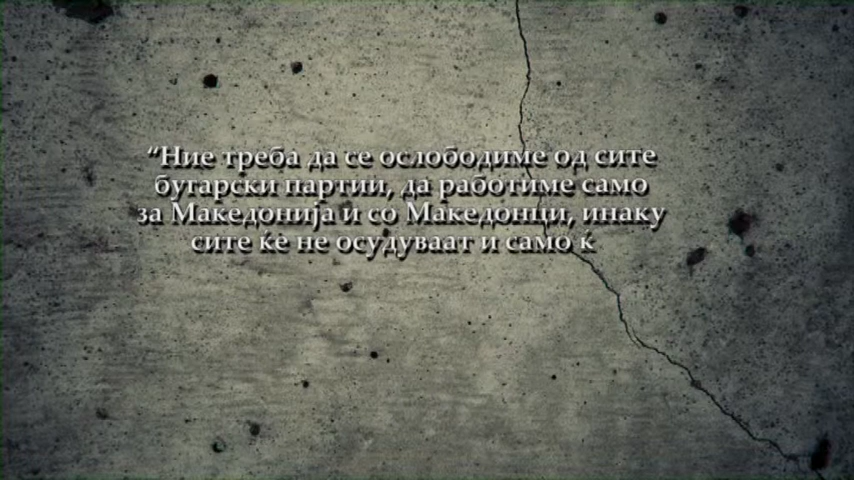 “Ние треба да се ослободиме од сите
бугарски партии, да работиме само
за Македонија и со Македонци, инаку
сите ќе не осудуваат и само ќ